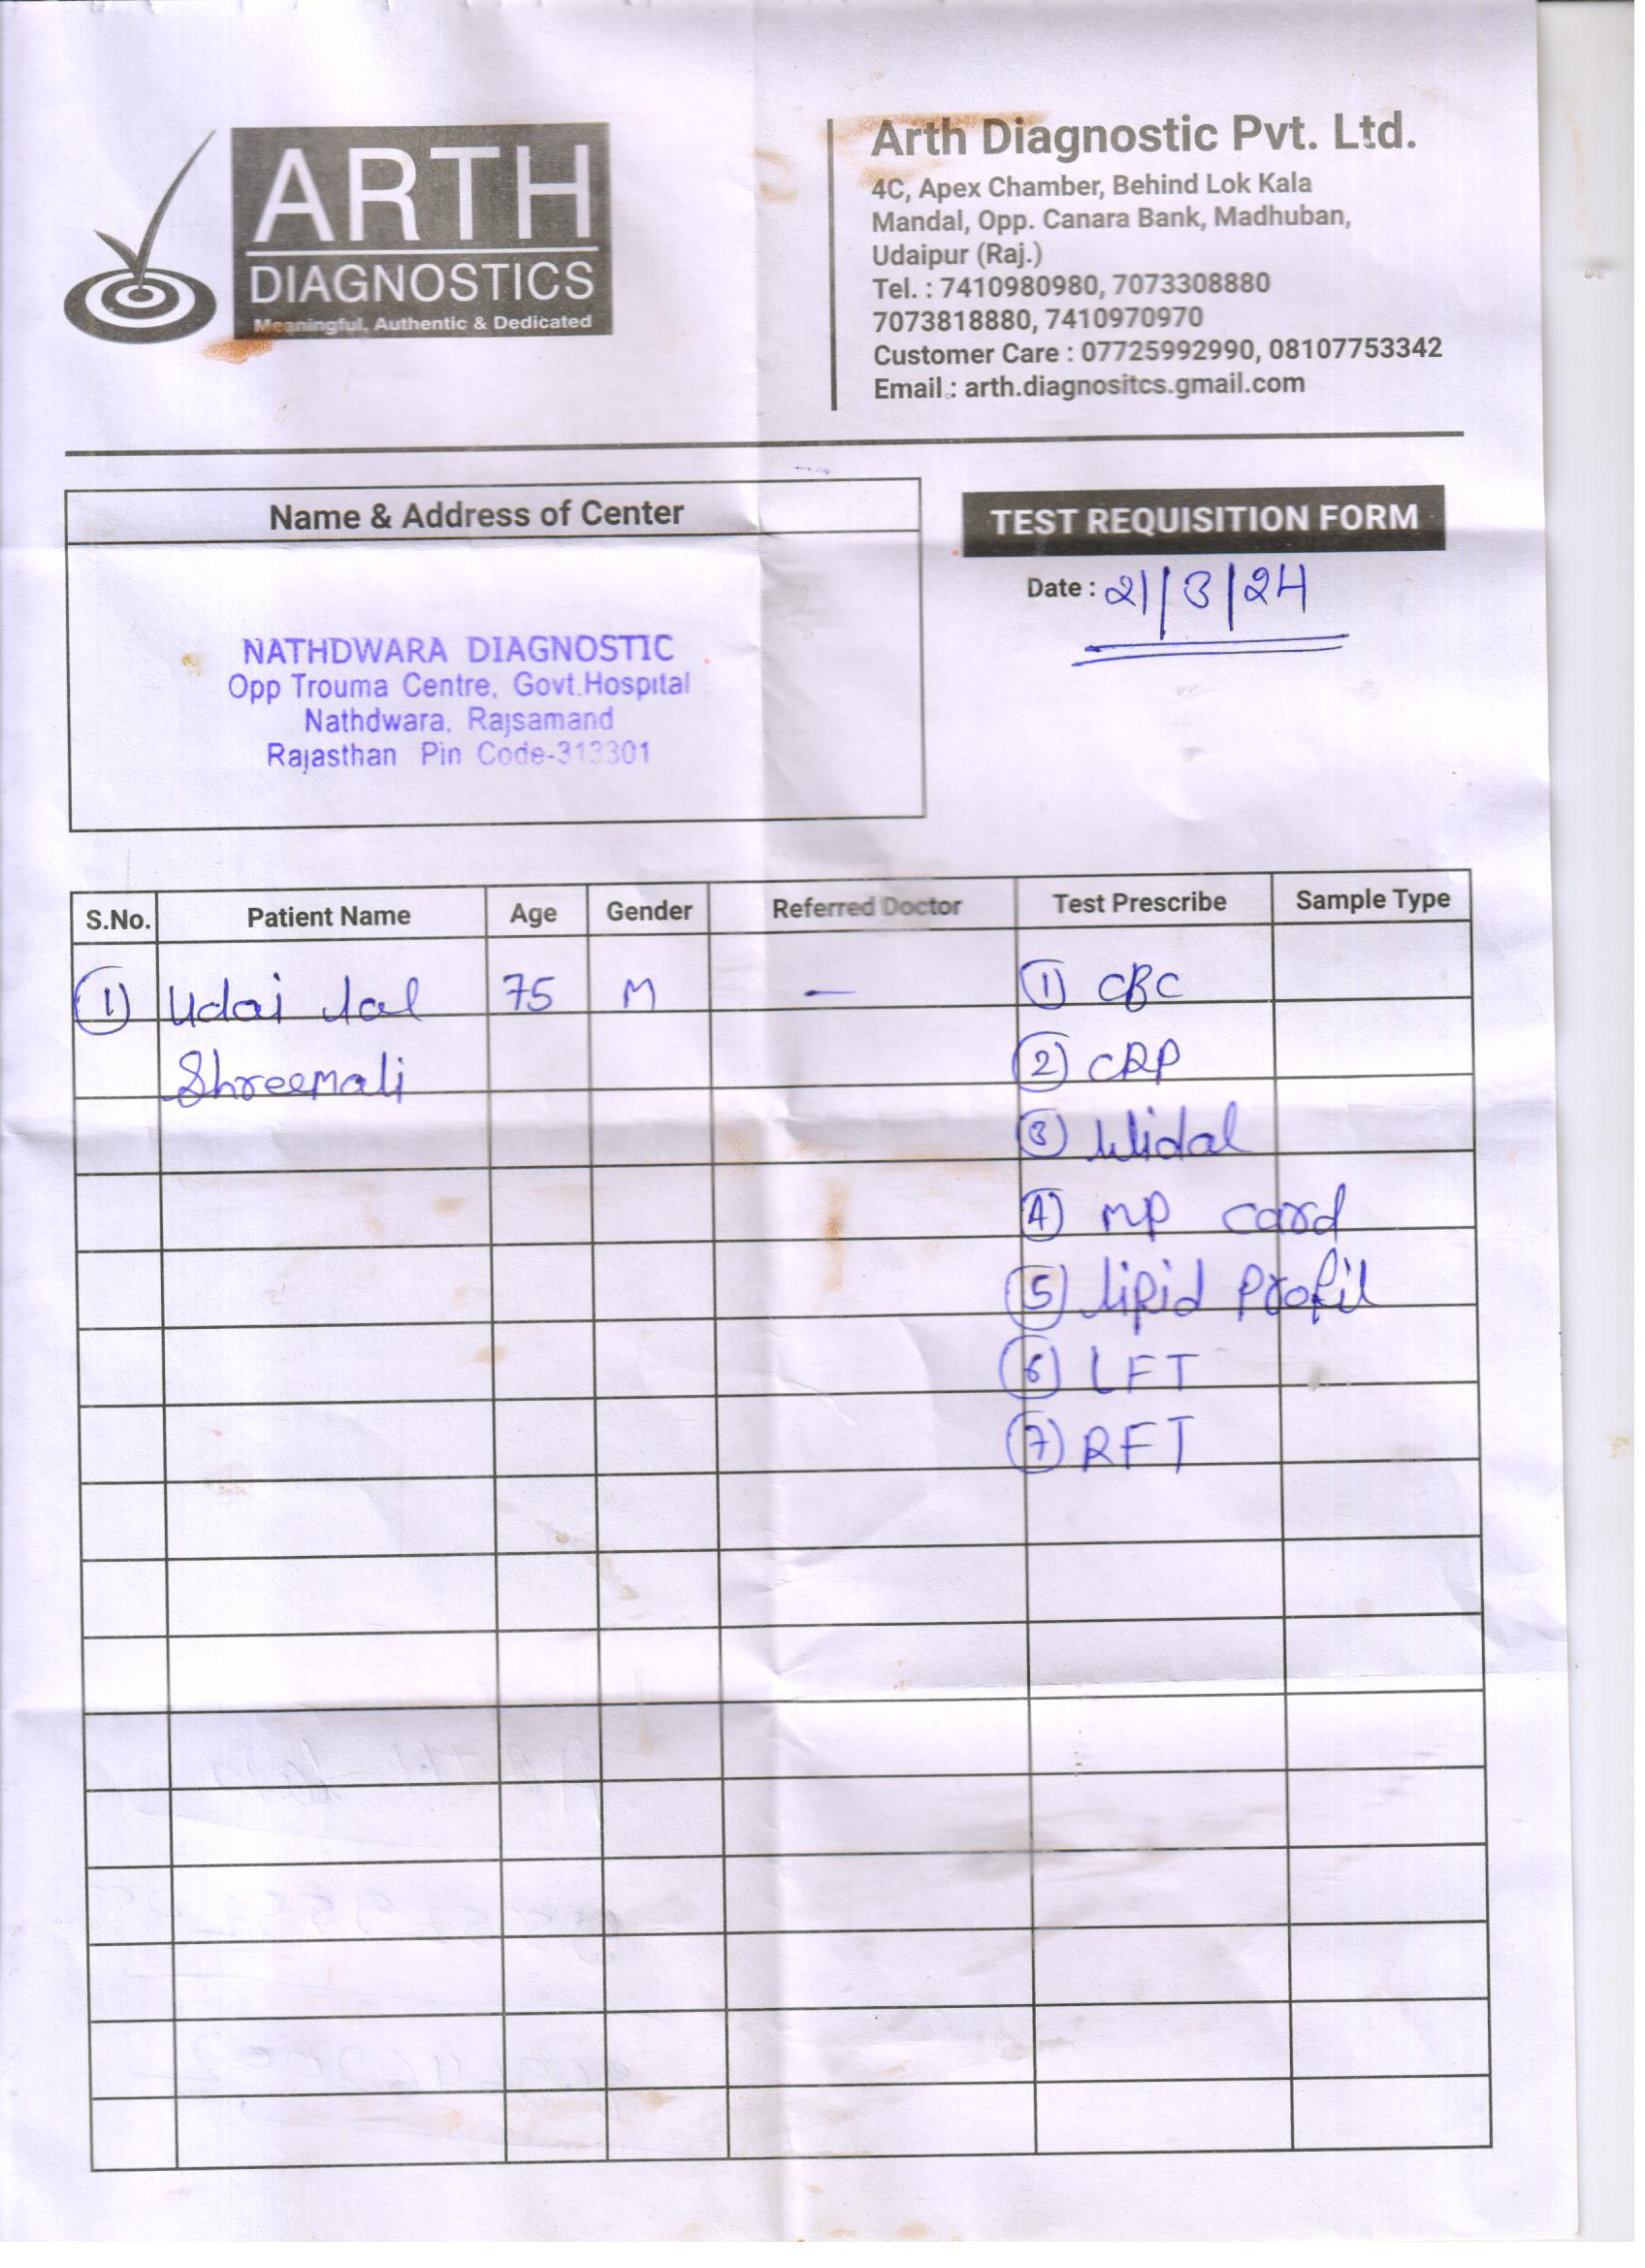 ARTH
DIAGNOSTICS
Meaningful, Authentic & Dedicated
Arth Diagnostic Pvt. Ltd.
4C, Apex Chamber, Behind Lok Kala
Mandal, Opp. Canara Bank, Madhuban,
Udaipur (Raj.)
Tel. : 7410980980, 7073308880
7073818880, 7410970970
Customer Care : 07725992990, 08107753342
Email : arth.diagnositcs.gmail.com
Name & Address of Center
NATHDWARA DIAGNOSTIC
Opp Trouma Centre, Govt.Hospital
Nathdwara, Rajsamand
Rajasthan Pin Code-313301
TEST REQUISITION FORM
Date : 21/3/24
S.No. Patient Name Age Gender Referred Doctor Test Prescribe Sample Type
1) Udai lal 75 M — 1) CBC
Shreemali 2) CRP
3) Widal
4) MP card
5) lipid Profil
6) LFT
7) RFT